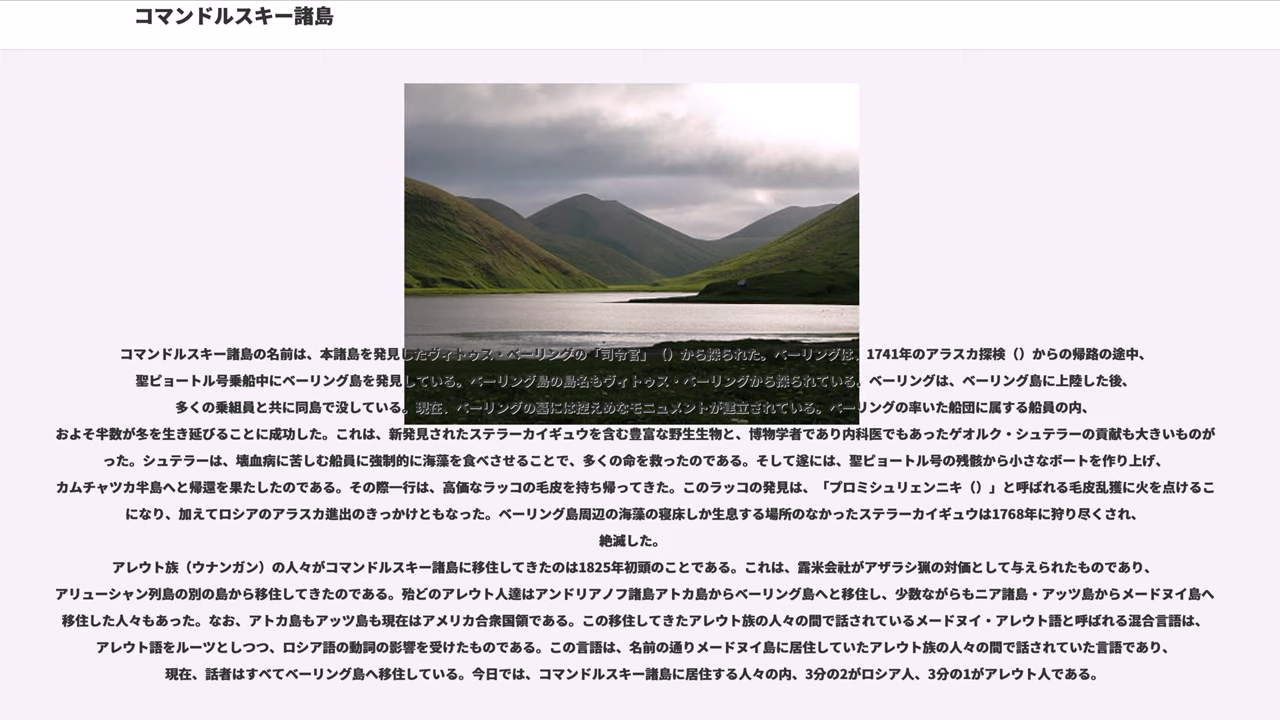 コマンドルスキー諸島
コマンドルスキー諸島の名前は、本諸島を発見したヴィトゥス・ベーリングの「司令官」（）から採られた。ベーリングは、1741年のアラスカ探検（）からの帰路の途中、
聖ピョートル号乗船中にベーリング島を発見している。ベーリング島の島名もヴィトゥス・ベーリングから採られている。ベーリングは、ベーリング島に上陸した後、
多くの乗組員と共に同島で没している。現在、ベーリングの墓には控えめなモニュメントが建立されている。ベーリングの率いた船団に属する船員の内、
およそ半数が冬を生き延びることに成功した。これは、新発見されたステラーカイギュウを含む豊富な野生生物と、博物学者であり内科医でもあったゲオルク・シュテラーの貢献も大きいものが
った。シュテラーは、壊血病に苦しむ船員に強制的に海藻を食べさせることで、多くの命を救ったのである。そして遂には、聖ピョートル号の残骸から小さなボートを作り上げ、
カムチャツカ半島へと帰還を果たしたのである。その際一行は、高価なラッコの毛皮を持ち帰ってきた。このラッコの発見は、「プロミシュリェンニキ（）」と呼ばれる毛皮乱獲に火を点けるこ
になり、加えてロシアのアラスカ進出のきっかけともなった。ベーリング島周辺の海藻の寝床しか生息する場所のなかったステラーカイギュウは1768年に狩り尽くされ、
絶滅した。
アレウト族（ウナンガン）の人々がコマンドルスキー諸島に移住してきたのは1825年初頭のことである。これは、露米会社がアザラシ猟の対価として与えられたものであり、
アリューシャン列島の別の島から移住してきたのである。殆どのアレウト人達はアンドリアノフ諸島アトカ島からベーリング島へと移住し、少数ながらもニア諸島・アッツ島からメードヌイ島へ
移住した人々もあった。なお、アトカ島もアッツ島も現在はアメリカ合衆国領である。この移住してきたアレウト族の人々の間で話されているメードヌイ・アレウト語と呼ばれる混合言語は、
アレウト語をルーツとしつつ、ロシア語の動詞の影響を受けたものである。この言語は、名前の通りメードヌイ島に居住していたアレウト族の人々の間で話されていた言語であり、
現在、話者はすべてベーリング島へ移住している。今日では、コマンドルスキー諸島に居住する人々の内、3分の2がロシア人、3分の1がアレウト人である。